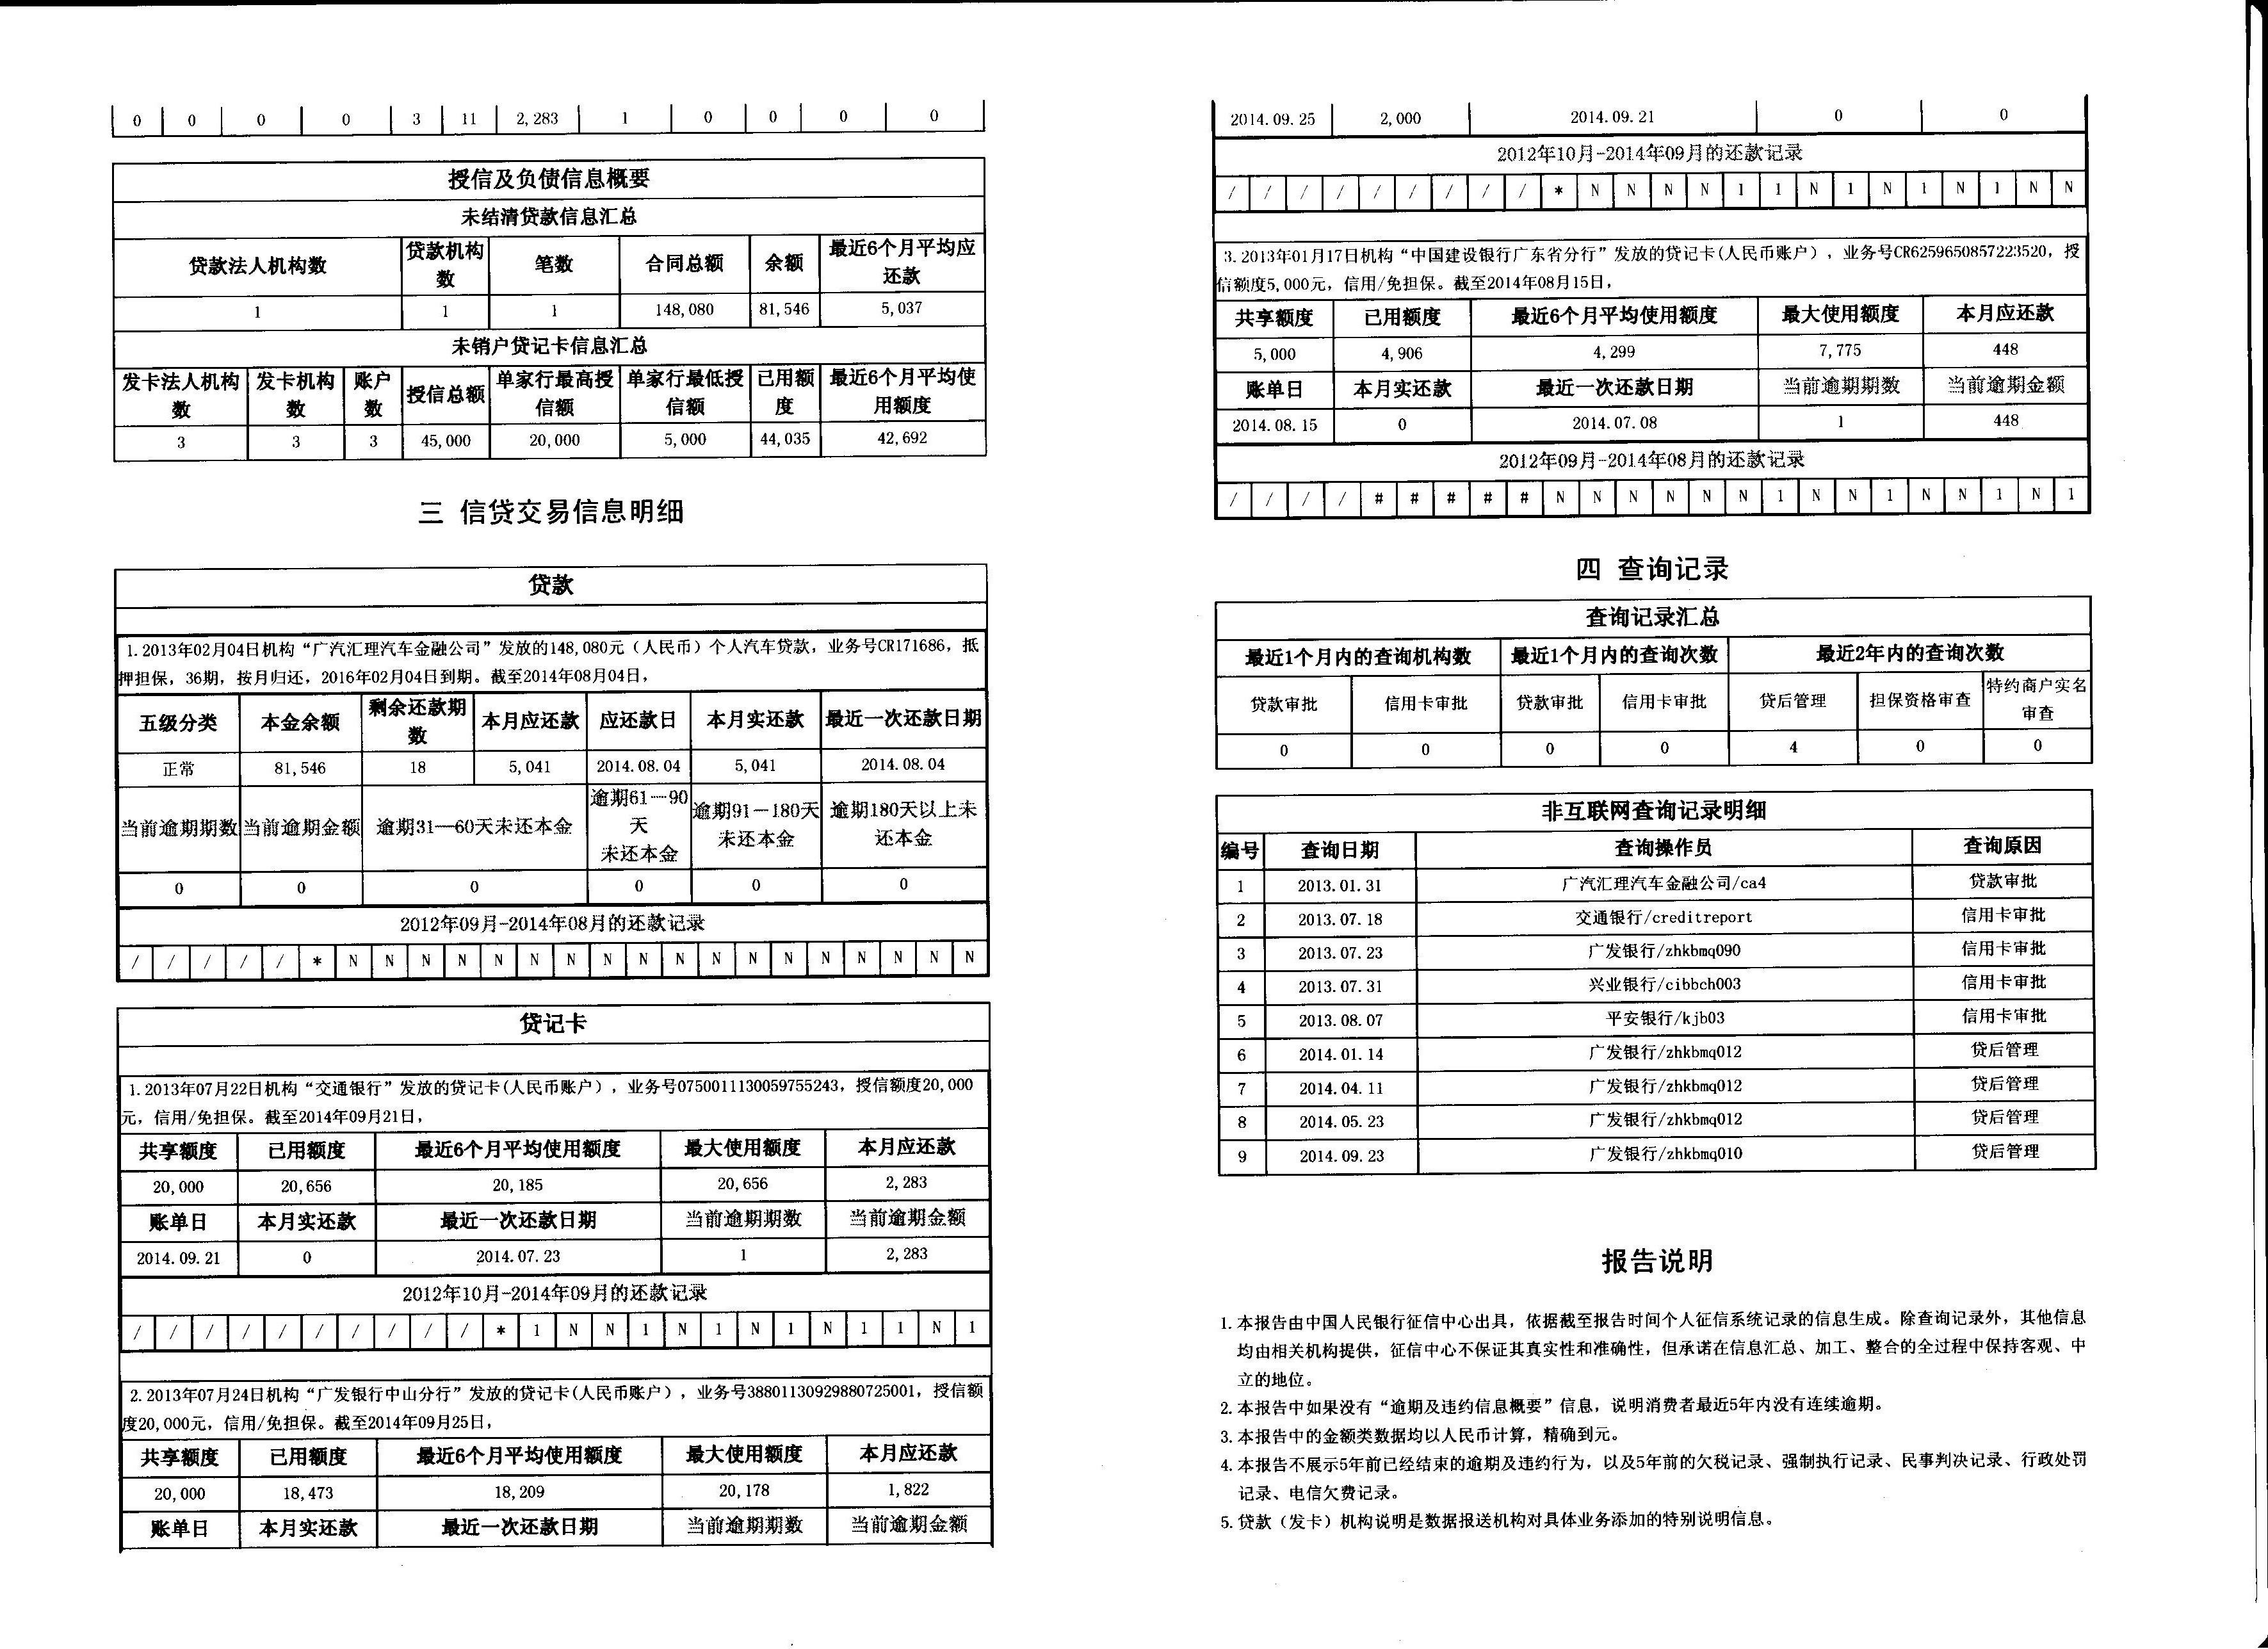 0 0 0 0 3 11 2,283 1 0 0 0 0
授信及负债信息概要
未结清贷款信息汇总
贷款法人机构数 贷款机构数 笔数 合同总额 余额 最近6个月平均应还款
1 1 1 148,080 81,546 5,037
未销户贷记卡信息汇总
发卡法人机构数 发卡机构数 账户数 授信总额 单家行最高授信额 单家行最低授信额 已用额度 最近6个月平均使用额度
3 3 3 45,000 20,000 5,000 44,035 42,692
三 信贷交易信息明细
贷款
1.2013年02月04日机构“广汽汇理汽车金融公司”发放的148,080元（人民币）个人汽车贷款，业务号CR171686，抵
押担保，36期，按月归还，2016年02月04日到期。截至2014年08月04日，
五级分类 本金余额 剩余还款期数 本月应还款 应还款日 本月实还款 最近一次还款日期
正常 81,546 18 5,041 2014.08.04 5,041 2014.08.04
当前逾期期数 当前逾期金额 逾期31—60天未还本金 逾期61—90天未还本金 逾期91—180天未还本金 逾期180天以上未还本金
0 0 0 0 0 0
2012年09月-2014年08月的还款记录
/ / / / / * N N N N N N N N N N N N N N N N N N
贷记卡
1.2013年07月22日机构“交通银行”发放的贷记卡(人民币账户)，业务号0750011130059755243，授信额度20,000
元，信用/免担保。截至2014年09月21日，
共享额度 已用额度 最近6个月平均使用额度 最大使用额度 本月应还款
20,000 20,656 20,185 20,656 2,283
账单日 本月实还款 最近一次还款日期 当前逾期期数 当前逾期金额
2014.09.21 0 2014.07.23 1 2,283
2012年10月-2014年09月的还款记录
/ / / / / / / / / / * 1 N N 1 N 1 N 1 N 1 1 N 1
2.2013年07月24日机构“广发银行中山分行”发放的贷记卡(人民币账户)，业务号38801130929880725001，授信额
度20,000元，信用/免担保。截至2014年09月25日，
共享额度 已用额度 最近6个月平均使用额度 最大使用额度 本月应还款
20,000 18,473 18,209 20,178 1,822
账单日 本月实还款 最近一次还款日期 当前逾期期数 当前逾期金额
2014.09.25 2,000 2014.09.21 0 0
2012年10月-2014年09月的还款记录
/ / / / / / / / / * N N N N 1 1 N 1 N 1 N 1 N N
3.2013年01月17日机构“中国建设银行广东省分行”发放的贷记卡(人民币账户)，业务号CR6259650857223520，授
信额度5,000元，信用/免担保。截至2014年08月15日，
共享额度 已用额度 最近6个月平均使用额度 最大使用额度 本月应还款
5,000 4,906 4,299 7,775 448
账单日 本月实还款 最近一次还款日期 当前逾期期数 当前逾期金额
2014.08.15 0 2014.07.08 1 448
2012年09月-2014年08月的还款记录
/ / / / # # # # # N N N N N N 1 N N 1 N N 1 N 1
四 查询记录
查询记录汇总
最近1个月内的查询机构数 最近1个月内的查询次数 最近2年内的查询次数
贷款审批 信用卡审批 贷款审批 信用卡审批 贷后管理 担保资格审查 特约商户实名审查
0 0 0 0 4 0 0
非互联网查询记录明细
编号 查询日期 查询操作员 查询原因
1 2013.01.31 广汽汇理汽车金融公司/ca4 贷款审批
2 2013.07.18 交通银行/creditreport 信用卡审批
3 2013.07.23 广发银行/zhkbmq090 信用卡审批
4 2013.07.31 兴业银行/cibbch003 信用卡审批
5 2013.08.07 平安银行/kjb03 信用卡审批
6 2014.01.14 广发银行/zhkbmq012 贷后管理
7 2014.04.11 广发银行/zhkbmq012 贷后管理
8 2014.05.23 广发银行/zhkbmq012 贷后管理
9 2014.09.23 广发银行/zhkbmq010 贷后管理
报告说明
1.本报告由中国人民银行征信中心出具，依据截至报告时间个人征信系统记录的信息生成。除查询记录外，其他信息
均由相关机构提供，征信中心不保证其真实性和准确性，但承诺在信息汇总、加工、整合的全过程中保持客观、中
立的地位。
2.本报告中如果没有“逾期及违约信息概要”信息，说明消费者最近5年内没有连续逾期。
3.本报告中的金额类数据均以人民币计算，精确到元。
4.本报告不展示5年前已经结束的逾期及违约行为，以及5年前的欠税记录、强制执行记录、民事判决记录、行政处罚
记录、电信欠费记录。
5.贷款（发卡）机构说明是数据报送机构对具体业务添加的特别说明信息。